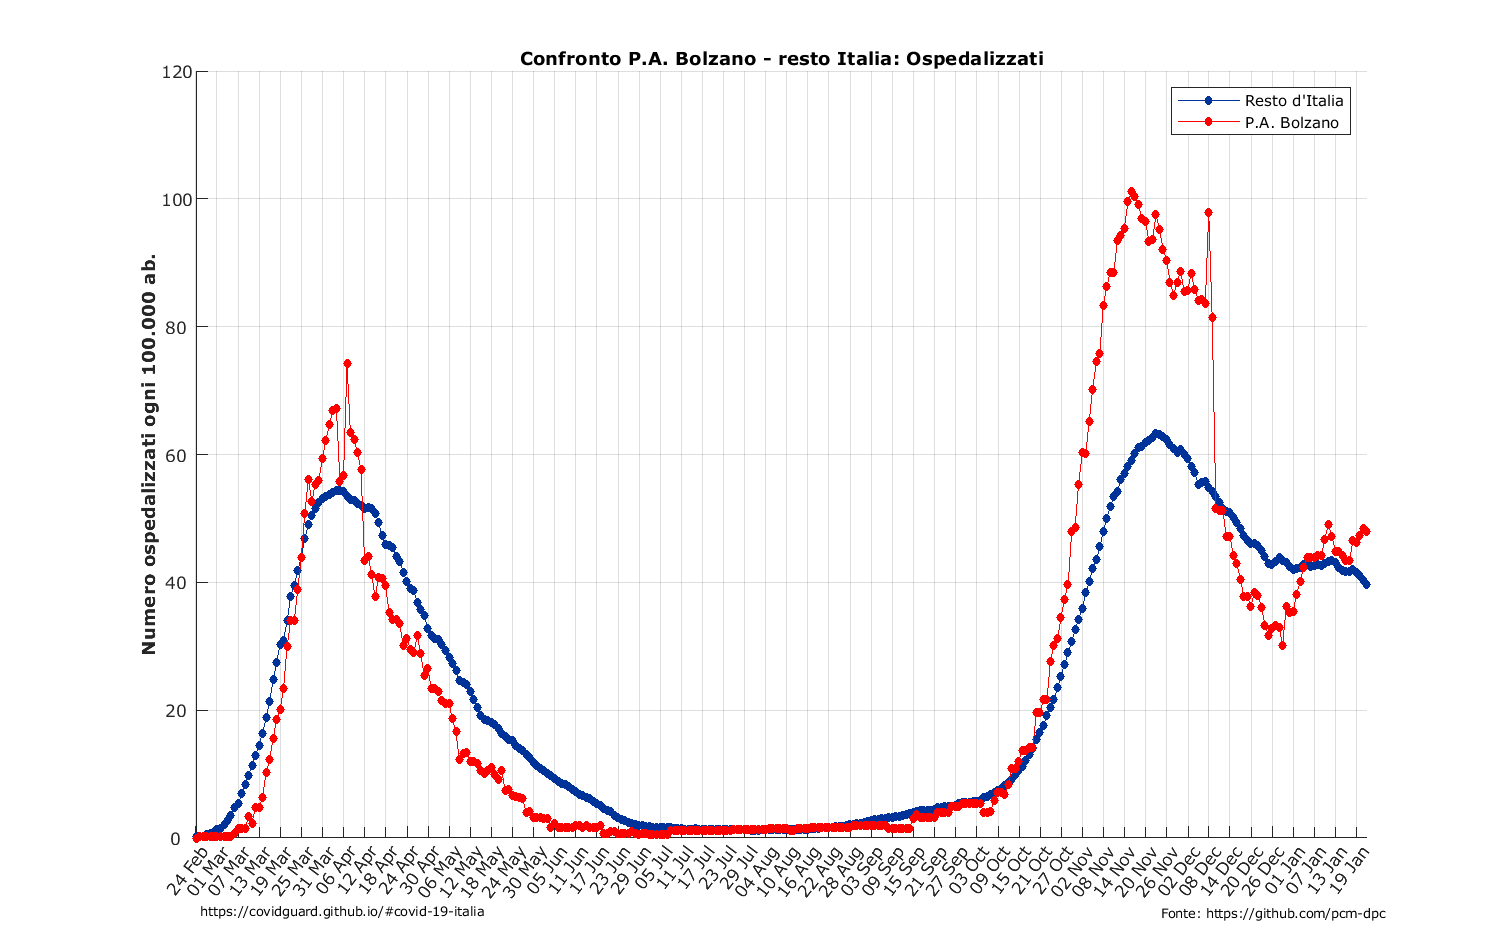 Confronto P.A. Bolzano - resto Italia: Ospedalizzati
120
100
80
60
40
20
0
Numero ospedalizzati ogni 100.000 ab.
Resto d'Italia
P.A. Bolzano
24 Feb
01 Mar
07 Mar
13 Mar
19 Mar
25 Mar
31 Mar
06 Apr
12 Apr
18 Apr
24 Apr
30 Apr
06 May
12 May
18 May
24 May
30 May
05 Jun
11 Jun
17 Jun
23 Jun
29 Jun
05 Jul
11 Jul
17 Jul
23 Jul
29 Jul
04 Aug
10 Aug
16 Aug
22 Aug
28 Aug
03 Sep
09 Sep
15 Sep
21 Sep
27 Sep
03 Oct
09 Oct
15 Oct
21 Oct
27 Oct
02 Nov
08 Nov
14 Nov
20 Nov
26 Nov
02 Dec
08 Dec
14 Dec
20 Dec
26 Dec
01 Jan
07 Jan
13 Jan
19 Jan
https://covidguard.github.io/#covid-19-italia
Fonte: https://github.com/pcm-dpc